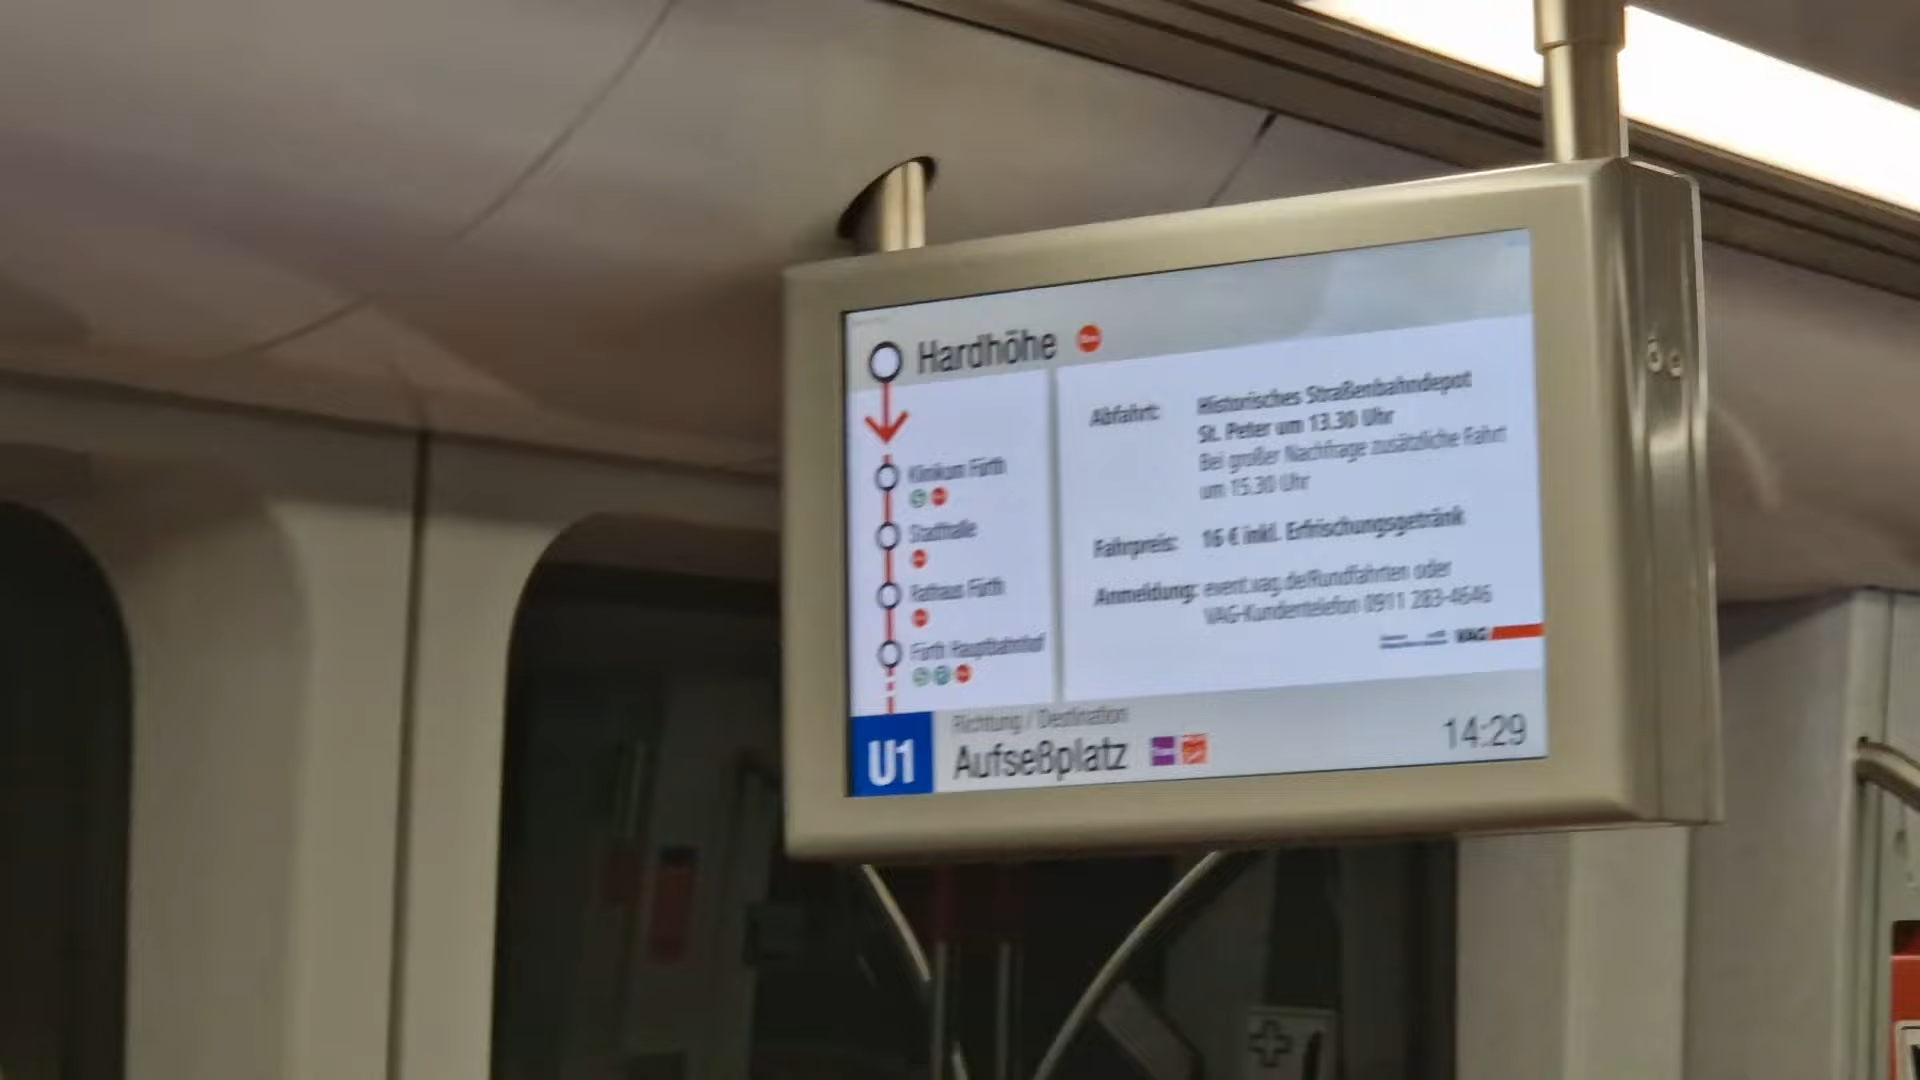 Hardhöhe
Klinikum Fürth
Stadthalle
Rathaus Fürth
Fürth Hauptbahnhof
Abfahrt: Historisches Straßenbahndepot
St. Peter um 13.30 Uhr
Bei großer Nachfrage zusätzliche Fahrt
um 15.30 Uhr
Fahrpreis: 16 € inkl. Erfrischungsgetränk
Anmeldung: event.vag.de/Rundfahrten oder
VAG-Kundentelefon 0911 283-4646
VAG
U1
Richtung / Destination
Aufseßplatz
14:29